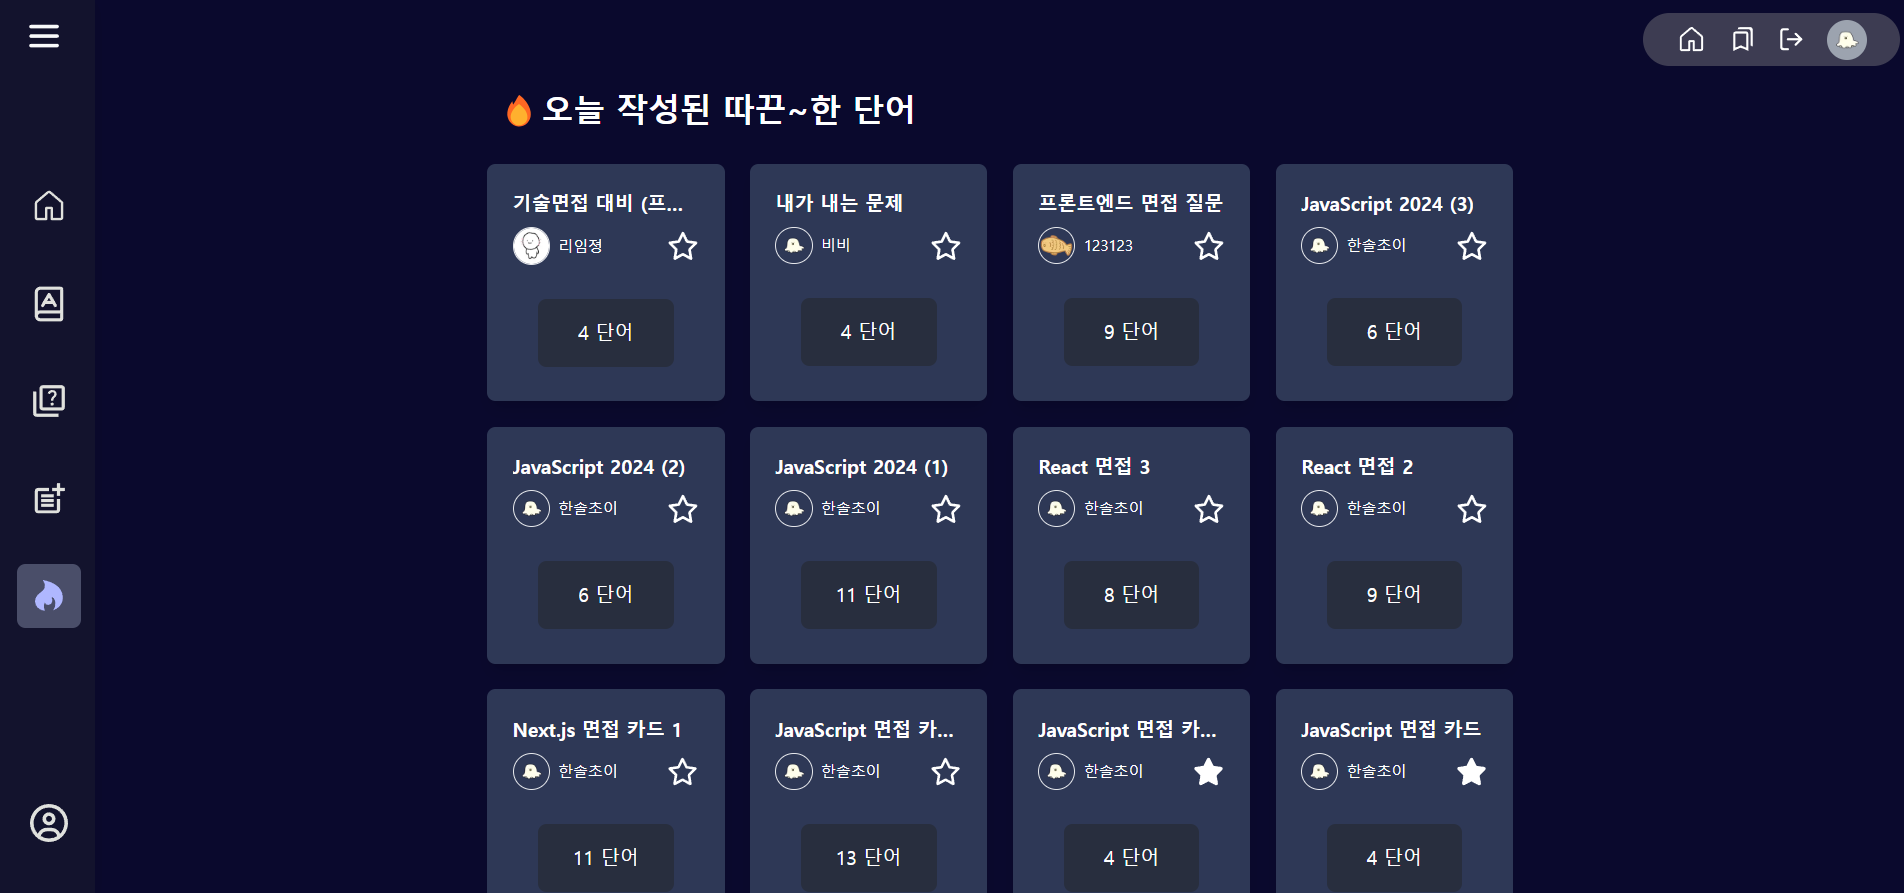 오늘 작성된 따끈~한 단어
기술면접 대비 (프...
리임졍
4 단어
내가 내는 문제
비비
4 단어
프론트엔드 면접 질문
123123
9 단어
JavaScript 2024 (3)
한솔초이
6 단어
JavaScript 2024 (2)
한솔초이
6 단어
JavaScript 2024 (1)
한솔초이
11 단어
React 면접 3
한솔초이
8 단어
React 면접 2
한솔초이
9 단어
Next.js 면접 카드 1
한솔초이
11 단어
JavaScript 면접 카...
한솔초이
13 단어
JavaScript 면접 카...
한솔초이
4 단어
JavaScript 면접 카드
한솔초이
4 단어